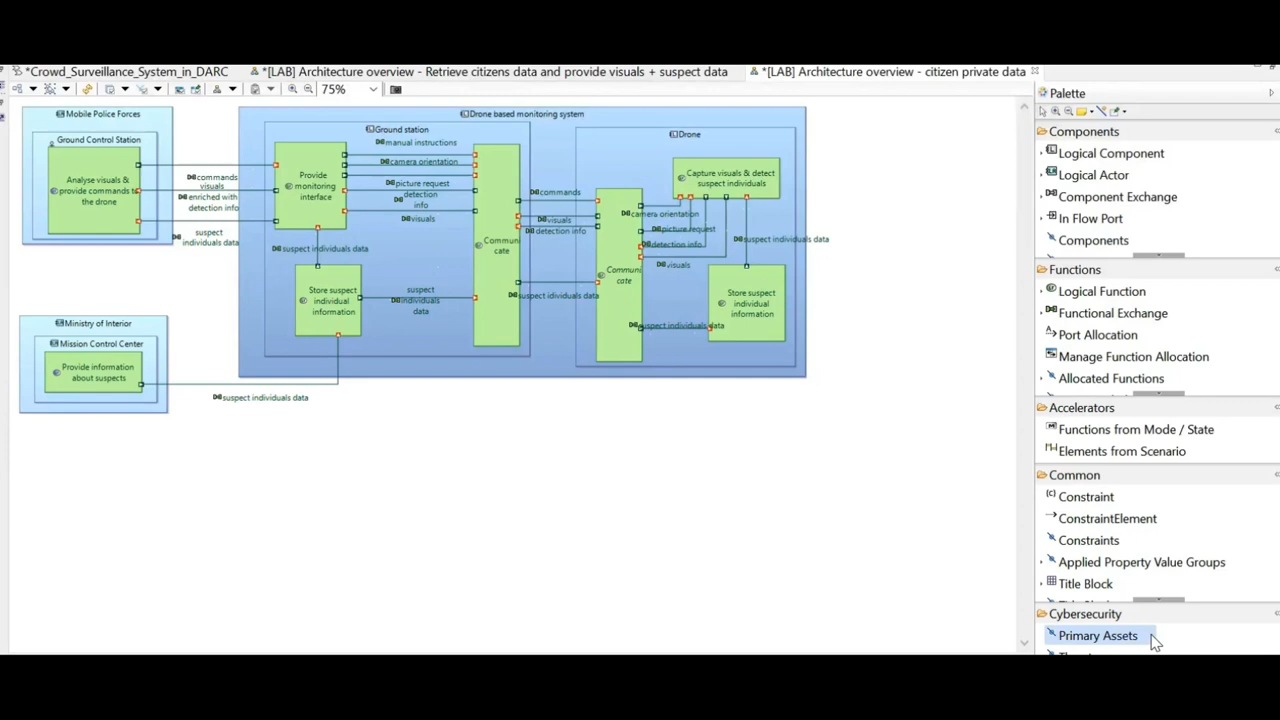 *Crowd_Surveillance_System_in_DARC
*[LAB] Architecture overview - Retrieve citizens data and provide visuals + suspect data
*[LAB] Architecture overview - citizen private data
75%
Mobile Police Forces
Ground Control Station
Analyse visuals &
provide commands to
the drone
commands
visuals
enriched with
detection info
suspect
individuals
data
Ministry of Interior
Mission Control Center
Provide information
about suspects
suspect individuals data
Drone based monitoring system
Ground station
Provide
monitoring
interface
manual instructions
camera orientation
picture request
detection
info
visuals
suspect individuals data
Store suspect
individual
information
suspect
individuals
data
Communi
cate
commands
visuals
detection info
suspect idividuals data
Drone
Communi
cate
Capture visuals & detect
suspect individuals
camera orientation
picture request
detection info
visuals
suspect individuals data
Store suspect
individual
information
suspect individuals data
Palette
Components
Logical Component
Logical Actor
Component Exchange
In Flow Port
Components
Functions
Logical Function
Functional Exchange
Port Allocation
Manage Function Allocation
Allocated Functions
Accelerators
Functions from Mode / State
Elements from Scenario
Common
Constraint
ConstraintElement
Constraints
Applied Property Value Groups
Title Block
Cybersecurity
Primary Assets